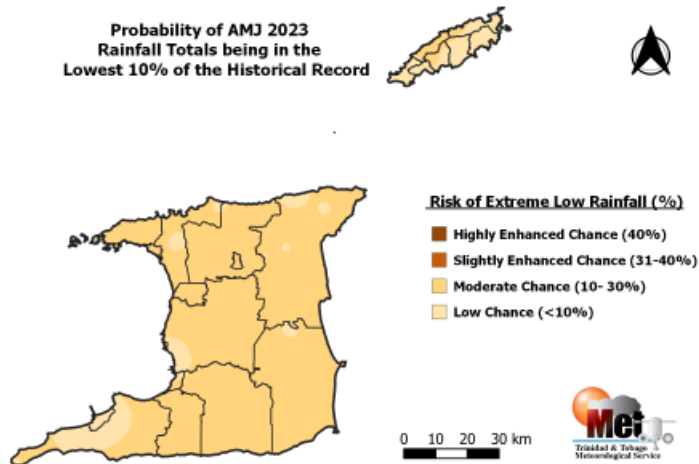 Probability of AMJ 2023
Rainfall Totals being in the
Lowest 10% of the Historical Record
Risk of Extreme Low Rainfall (%)
Highly Enhanced Chance (40%)
Slightly Enhanced Chance (31-40%)
Moderate Chance (10- 30%)
Low Chance (<10%)
0 10 20 30 km
Met
Trinidad & Tobago
Meteorological Service